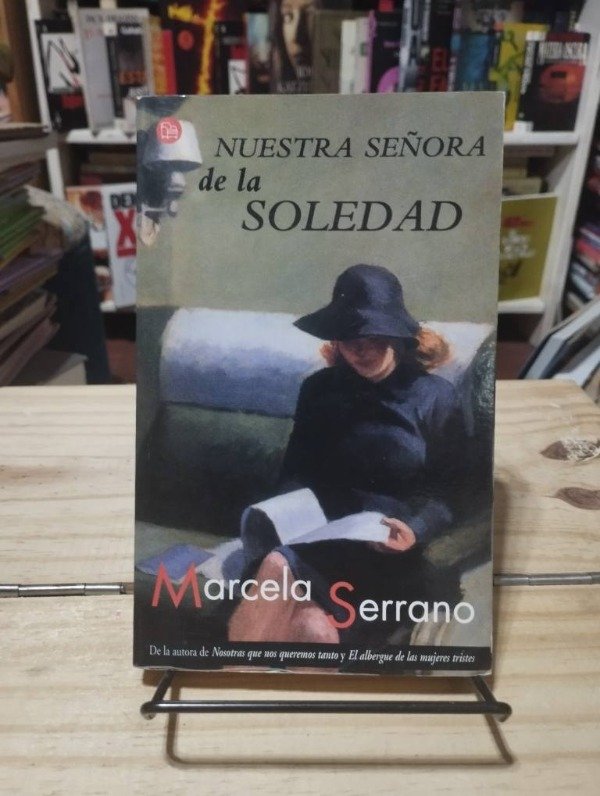 NUESTRA SEÑORA
de la
SOLEDAD
Marcela Serrano
De la autora de Nosotras que nos queremos tanto y El albergue de las mujeres tristes